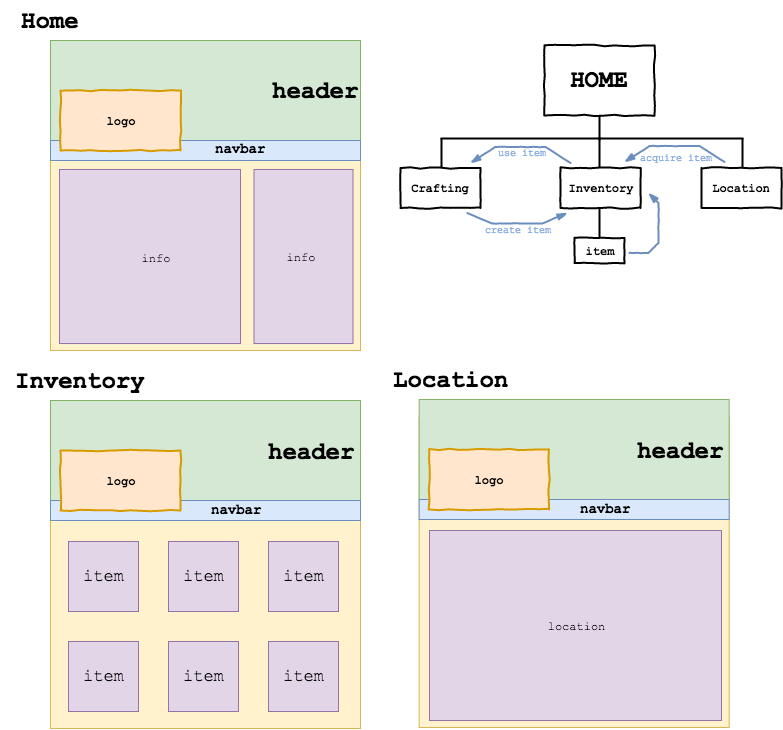 Home
header
logo
navbar
info
info
HOME
use item
acquire item
Crafting
Inventory
Location
create item
item
Inventory
header
logo
navbar
item
item
item
item
item
item
Location
header
logo
navbar
location